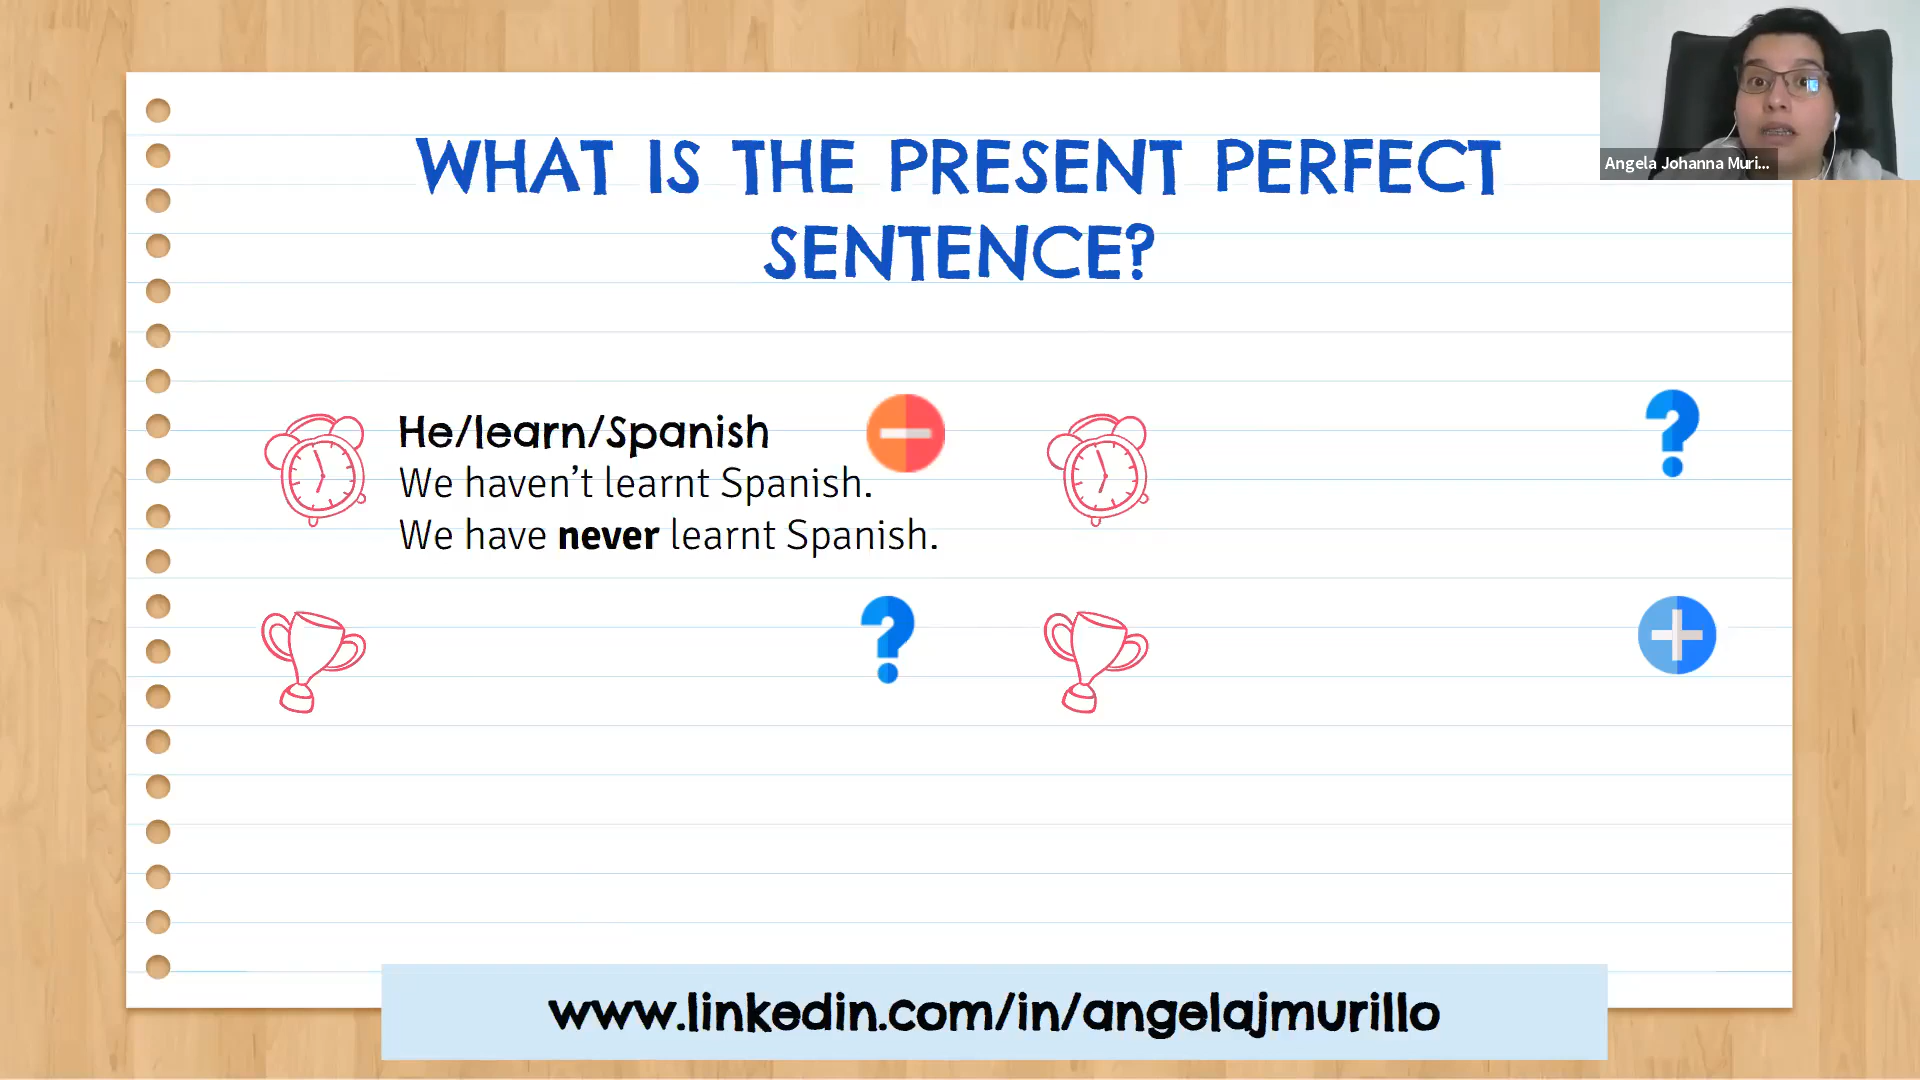 WHAT IS THE PRESENT PERFECT
SENTENCE?
Angela Johanna Muri...
He/learn/Spanish
We haven't learnt Spanish.
We have never learnt Spanish.
www.linkedin.com/in/angelajmurillo